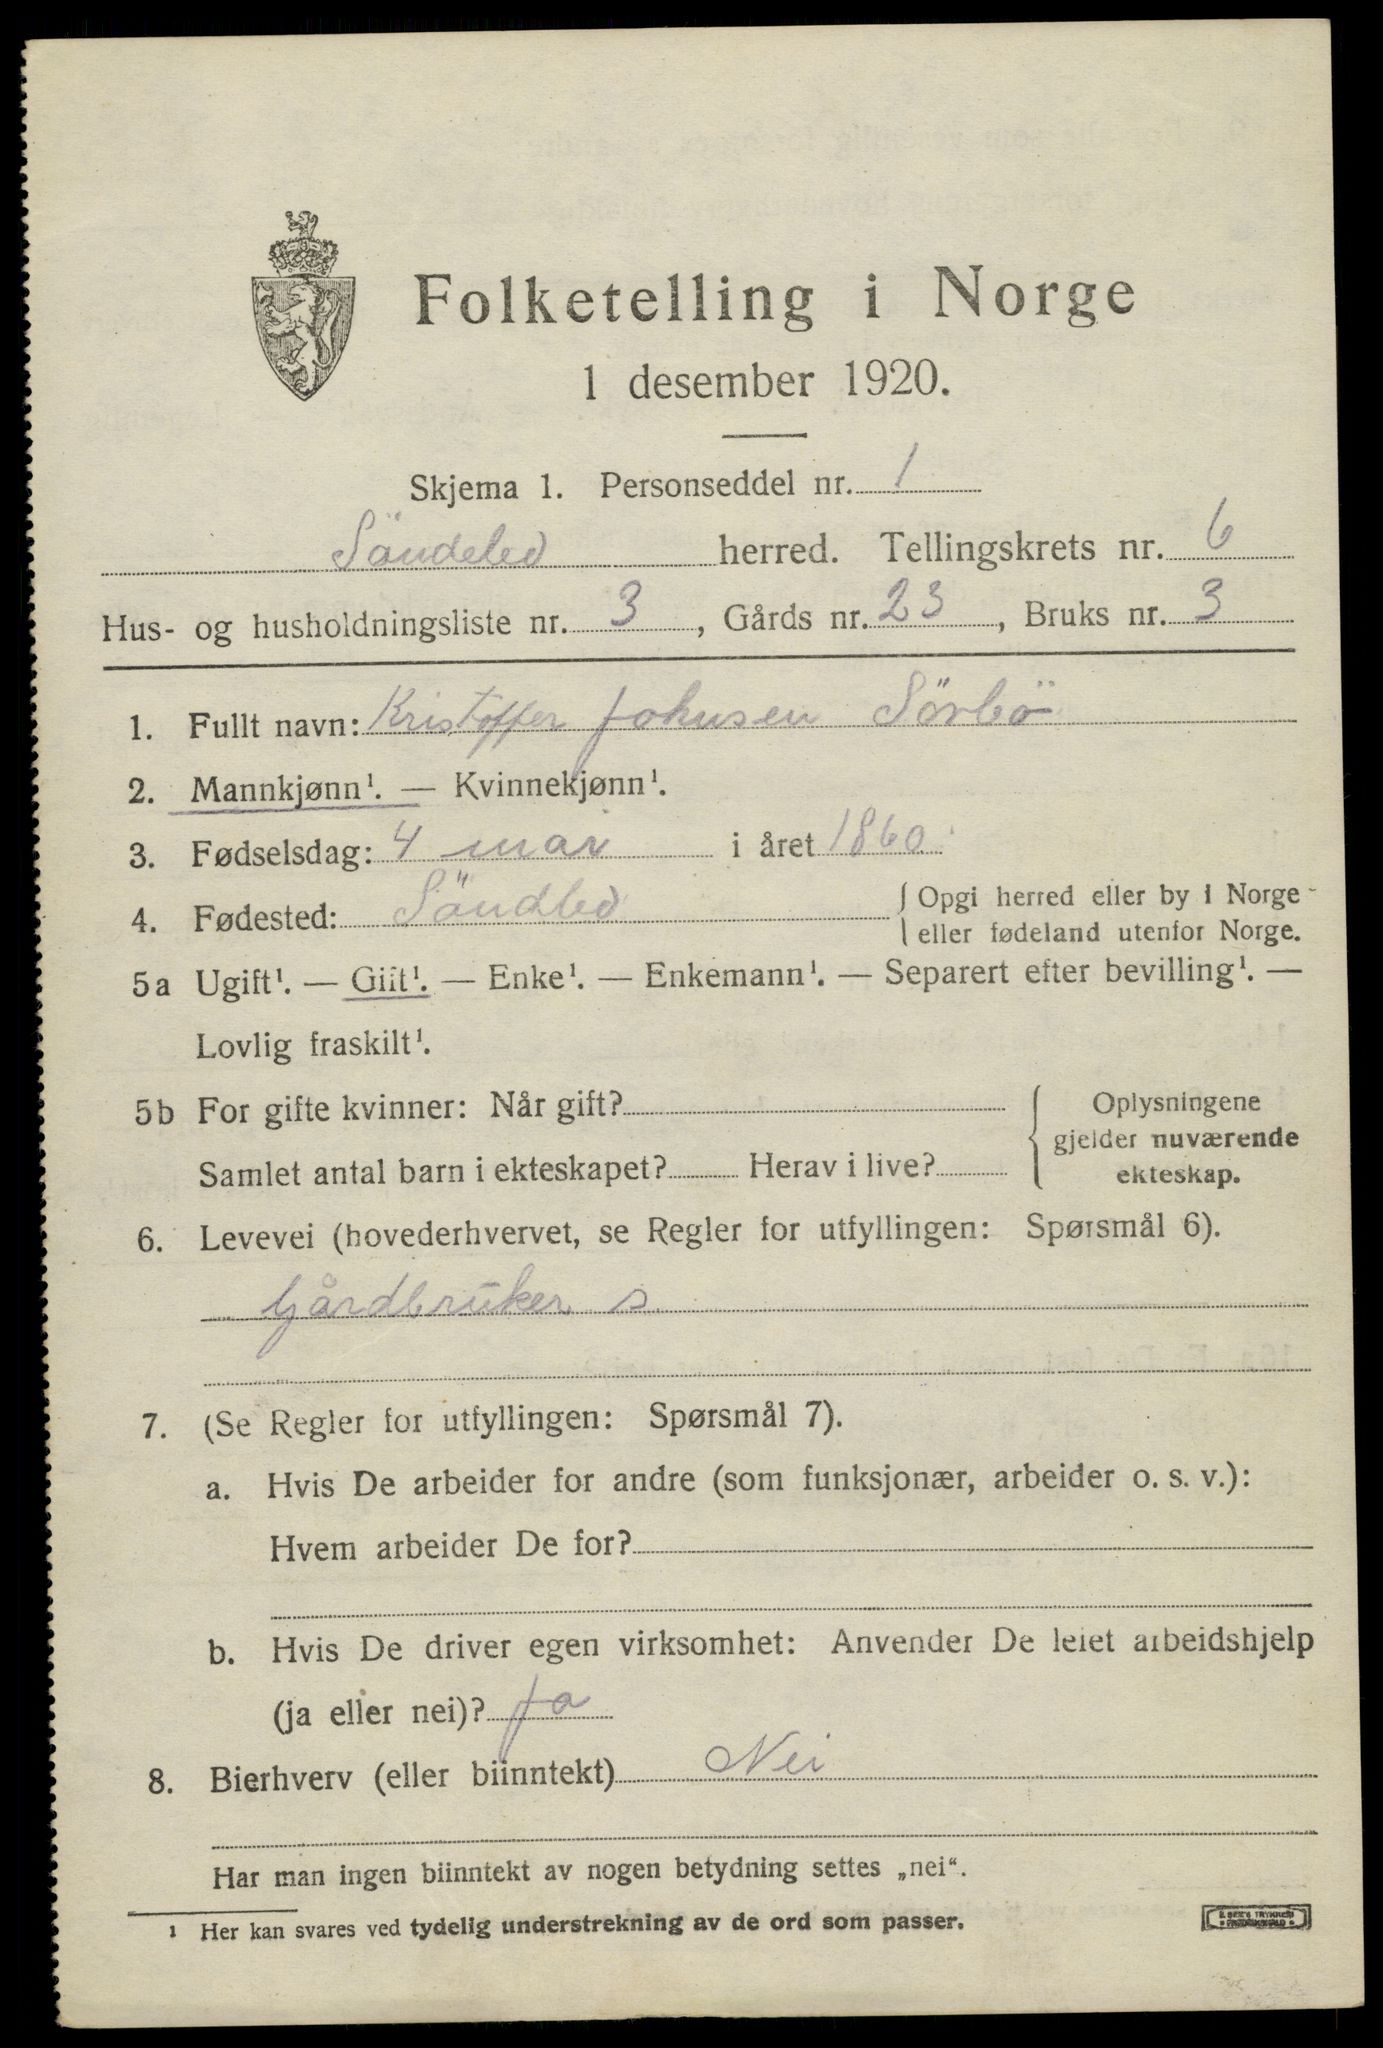 Folketelling i Norge
1 desember 1920.
Skjema 1. Personseddel nr. 1
Söndeled herred. Tellingskrets nr. 6
Hus- og husholdningsliste nr. 3, Gårds nr. 23, Bruks nr. 3
1. Fullt navn: Kristoffer Johnsen Sörbö
2. Mannkjønn¹. — Kvinnekjønn¹.
3. Fødselsdag: 4 mai i året 1860.
4. Fødested: Söndled { Opgi herred eller by i Norge
eller fødeland utenfor Norge.
5a Ugift¹. — Gift¹. — Enke¹. — Enkemann¹. — Separert efter bevilling¹. —
Lovlig fraskilt¹.
5b For gifte kvinner: Når gift?
Samlet antal barn i ekteskapet? Herav i live?
{ Oplysningene
gjelder nuværende
ekteskap.
6. Levevei (hovederhvervet, se Regler for utfyllingen: Spørsmål 6).
Gårdbruker s
7. (Se Regler for utfyllingen: Spørsmål 7).
a. Hvis De arbeider for andre (som funksjonær, arbeider o. s. v.):
Hvem arbeider De for?
b. Hvis De driver egen virksomhet: Anvender De leiet arbeidshjelp
(ja eller nei)? Ja
8. Bierhverv (eller biinntekt) Nei
Har man ingen biinntekt av nogen betydning settes „nei“.
¹ Her kan svares ved tydelig understrekning av de ord som passer.